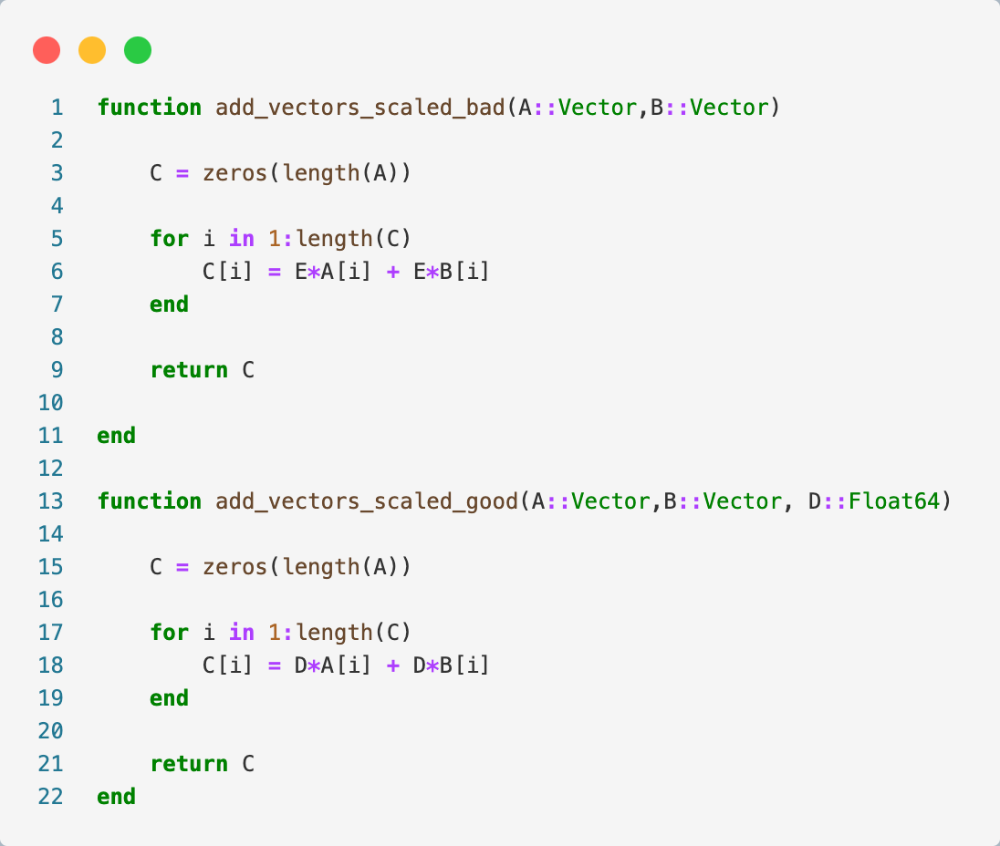 1 function add_vectors_scaled_bad(A::Vector,B::Vector)
2
3     C = zeros(length(A))
4
5     for i in 1:length(C)
6         C[i] = E*A[i] + E*B[i]
7     end
8
9     return C
10
11 end
12
13 function add_vectors_scaled_good(A::Vector,B::Vector, D::Float64)
14
15     C = zeros(length(A))
16
17     for i in 1:length(C)
18         C[i] = D*A[i] + D*B[i]
19     end
20
21     return C
22 end